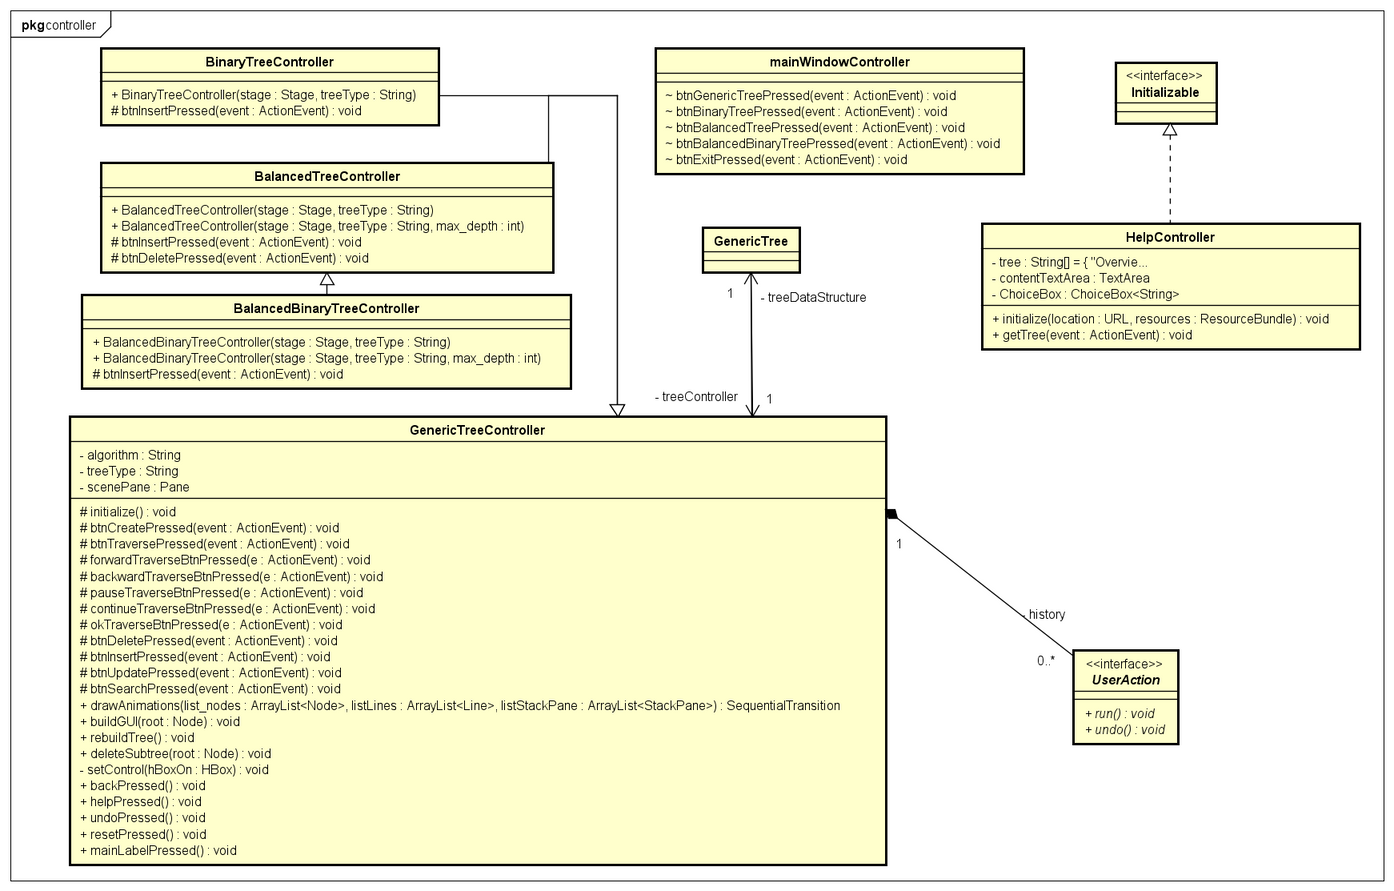 pkg controller
BinaryTreeController
+ BinaryTreeController(stage : Stage, treeType : String)
# btnInsertPressed(event : ActionEvent) : void
BalancedTreeController
+ BalancedTreeController(stage : Stage, treeType : String)
+ BalancedTreeController(stage : Stage, treeType : String, max_depth : int)
# btnInsertPressed(event : ActionEvent) : void
# btnDeletePressed(event : ActionEvent) : void
BalancedBinaryTreeController
+ BalancedBinaryTreeController(stage : Stage, treeType : String)
+ BalancedBinaryTreeController(stage : Stage, treeType : String, max_depth : int)
# btnInsertPressed(event : ActionEvent) : void
mainWindowController
~ btnGenericTreePressed(event : ActionEvent) : void
~ btnBinaryTreePressed(event : ActionEvent) : void
~ btnBalancedTreePressed(event : ActionEvent) : void
~ btnBalancedBinaryTreePressed(event : ActionEvent) : void
~ btnExitPressed(event : ActionEvent) : void
<<interface>>
Initializable
GenericTree
1
- treeDataStructure
- treeController
1
HelpController
- tree : String[] = { "Overvie...
- contentTextArea : TextArea
- ChoiceBox : ChoiceBox<String>
+ initialize(location : URL, resources : ResourceBundle) : void
+ getTree(event : ActionEvent) : void
GenericTreeController
- algorithm : String
- treeType : String
- scenePane : Pane
# initialize() : void
# btnCreatePressed(event : ActionEvent) : void
# btnTraversePressed(event : ActionEvent) : void
# forwardTraverseBtnPressed(e : ActionEvent) : void
# backwardTraverseBtnPressed(e : ActionEvent) : void
# pauseTraverseBtnPressed(e : ActionEvent) : void
# continueTraverseBtnPressed(e : ActionEvent) : void
# okTraverseBtnPressed(e : ActionEvent) : void
# btnDeletePressed(event : ActionEvent) : void
# btnInsertPressed(event : ActionEvent) : void
# btnUpdatePressed(event : ActionEvent) : void
# btnSearchPressed(event : ActionEvent) : void
+ drawAnimations(list_nodes : ArrayList<Node>, listLines : ArrayList<Line>, listStackPane : ArrayList<StackPane>) : SequentialTransition
+ buildGUI(root : Node) : void
+ rebuildTree() : void
+ deleteSubtree(root : Node) : void
- setControl(hBoxOn : HBox) : void
+ backPressed() : void
+ helpPressed() : void
+ undoPressed() : void
+ resetPressed() : void
+ mainLabelPressed() : void
1
- history
0..*
<<interface>>
UserAction
+ run() : void
+ undo() : void